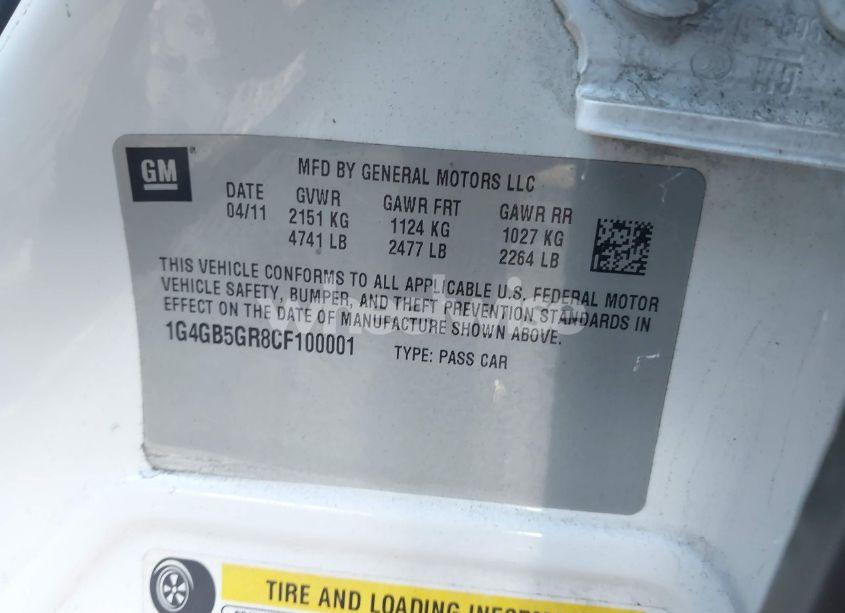 GM
MFD BY GENERAL MOTORS LLC
DATE GVWR GAWR FRT GAWR RR
04/11 2151 KG 1124 KG 1027 KG
4741 LB 2477 LB 2264 LB
THIS VEHICLE CONFORMS TO ALL APPLICABLE U.S. FEDERAL MOTOR
VEHICLE SAFETY, BUMPER, AND THEFT PREVENTION STANDARDS IN
EFFECT ON THE DATE OF MANUFACTURE SHOWN ABOVE.
1G4GB5GR8CF100001 TYPE: PASS CAR
TIRE AND LOADING